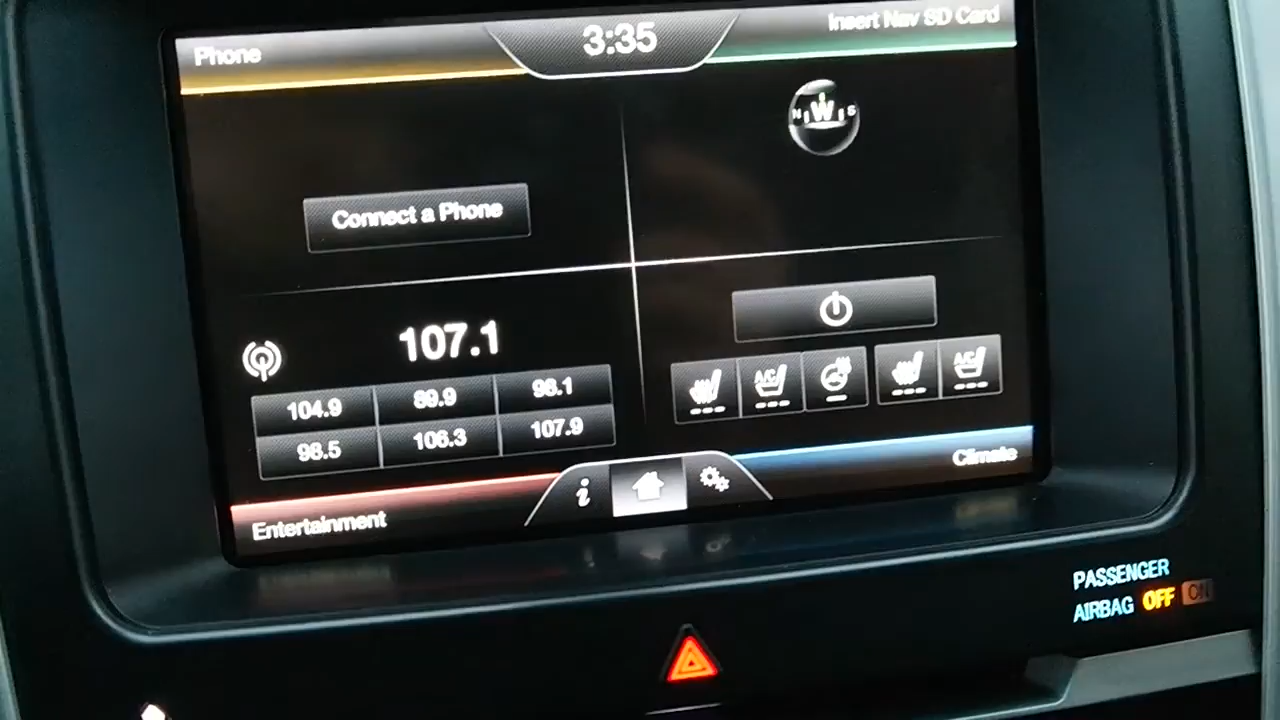 Phone
3:35
Insert Nav SD Card
N W S
Connect a Phone
107.1
104.9 89.9 98.1
98.5 106.3 107.9
A/C
A/C
Climate
i
Entertainment
PASSENGER
AIRBAG OFF ON